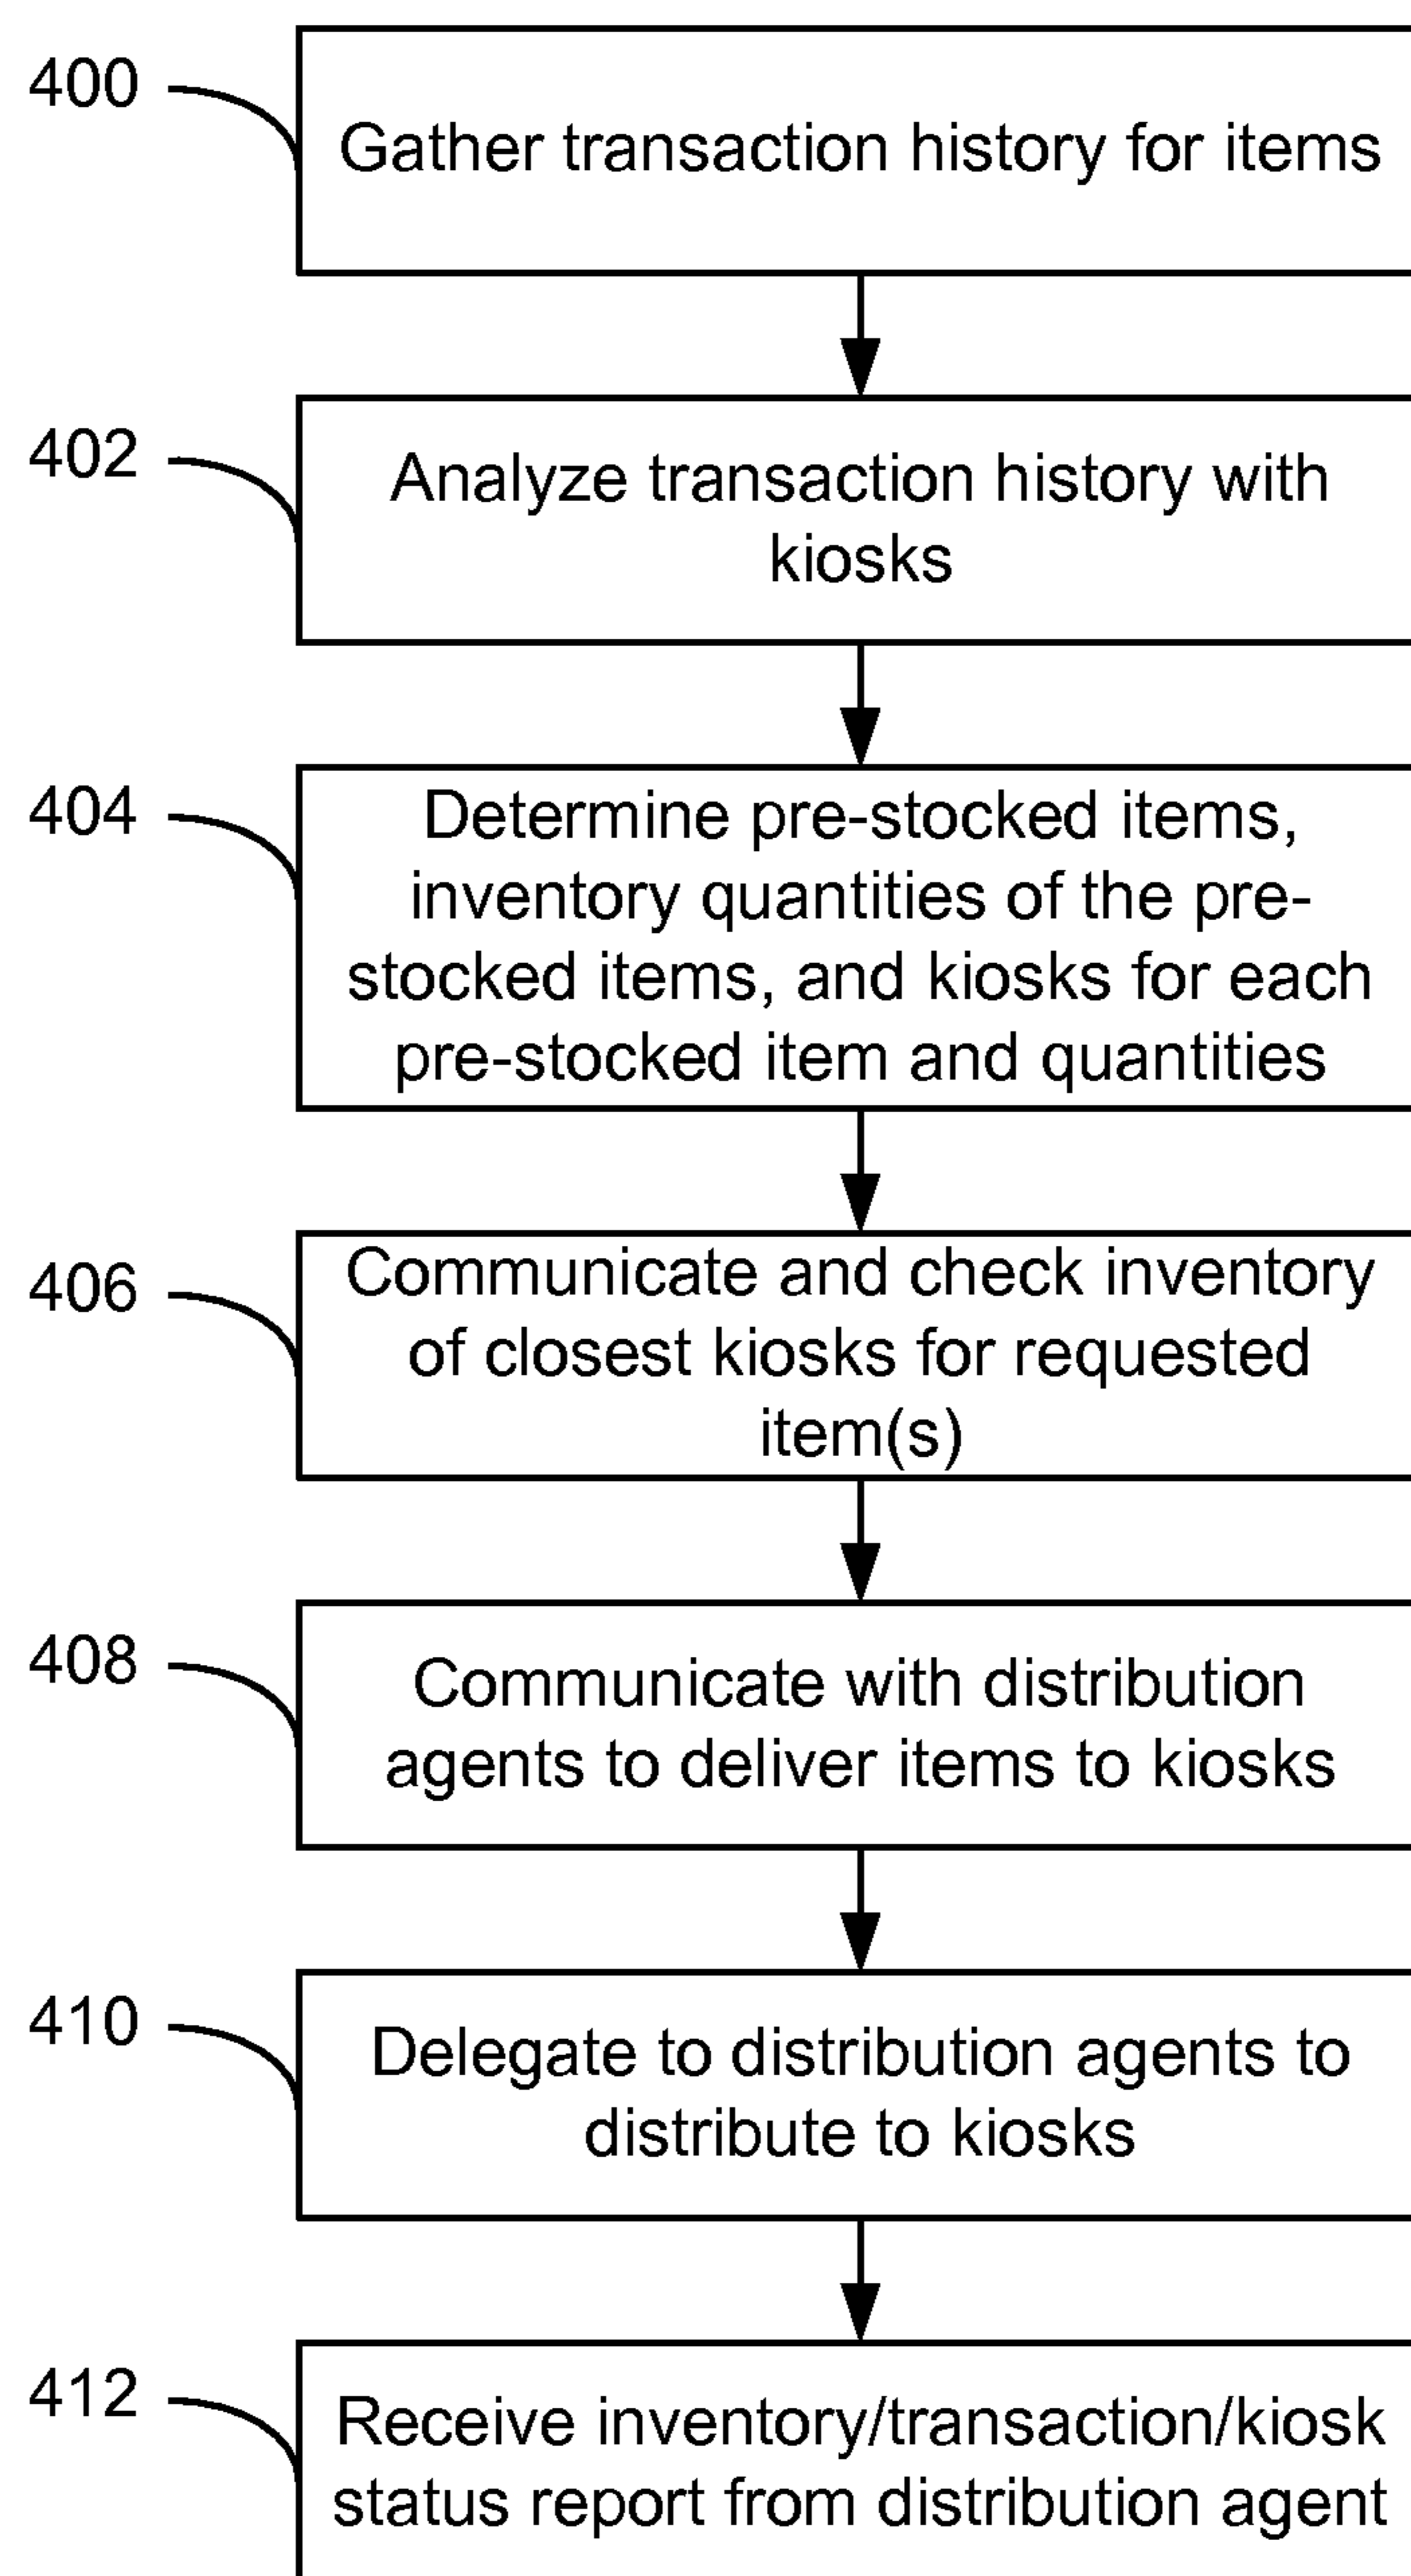 400
Gather transaction history for items
402
Analyze transaction history with
kiosks
404
Determine pre-stocked items,
inventory quantities of the pre-
stocked items, and kiosks for each
pre-stocked item and quantities
406
Communicate and check inventory
of closest kiosks for requested
item(s)
408
Communicate with distribution
agents to deliver items to kiosks
410
Delegate to distribution agents to
distribute to kiosks
412
Receive inventory/transaction/kiosk
status report from distribution agent